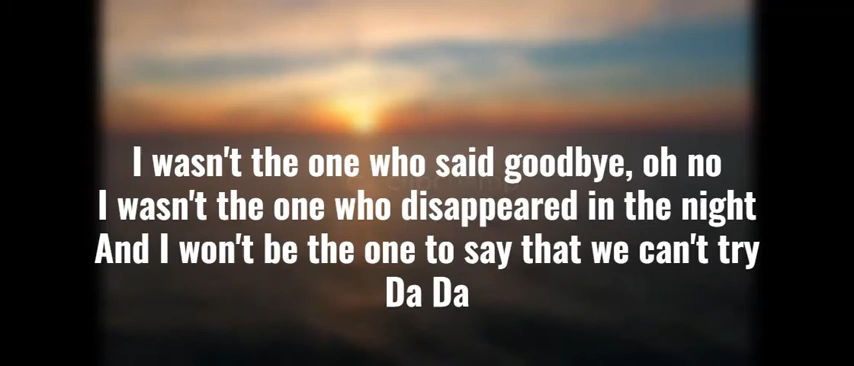 I wasn't the one who said goodbye, oh no
I wasn't the one who disappeared in the night
And I won't be the one to say that we can't try
Da Da